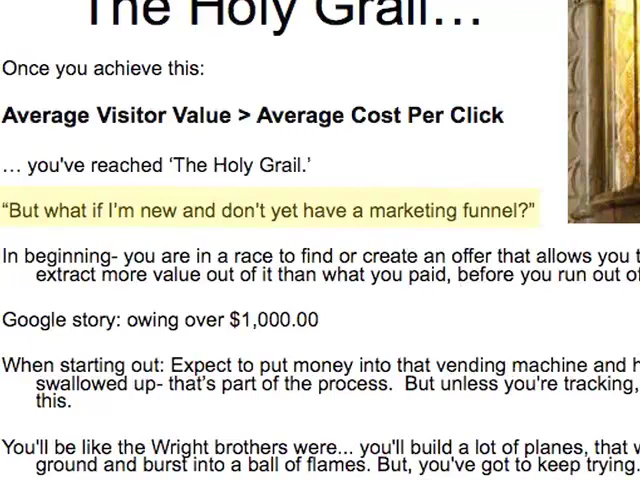 The Holy Grail…
Once you achieve this:
Average Visitor Value > Average Cost Per Click
… you've reached ‘The Holy Grail.’
“But what if I'm new and don't yet have a marketing funnel?”
In beginning- you are in a race to find or create an offer that allows you
extract more value out of it than what you paid, before you run out of
Google story: owing over $1,000.00
When starting out: Expect to put money into that vending machine and
swallowed up- that’s part of the process.  But unless you're tracking,
this.
You'll be like the Wright brothers were... you'll build a lot of planes, that
ground and burst into a ball of flames. But, you've got to keep trying.